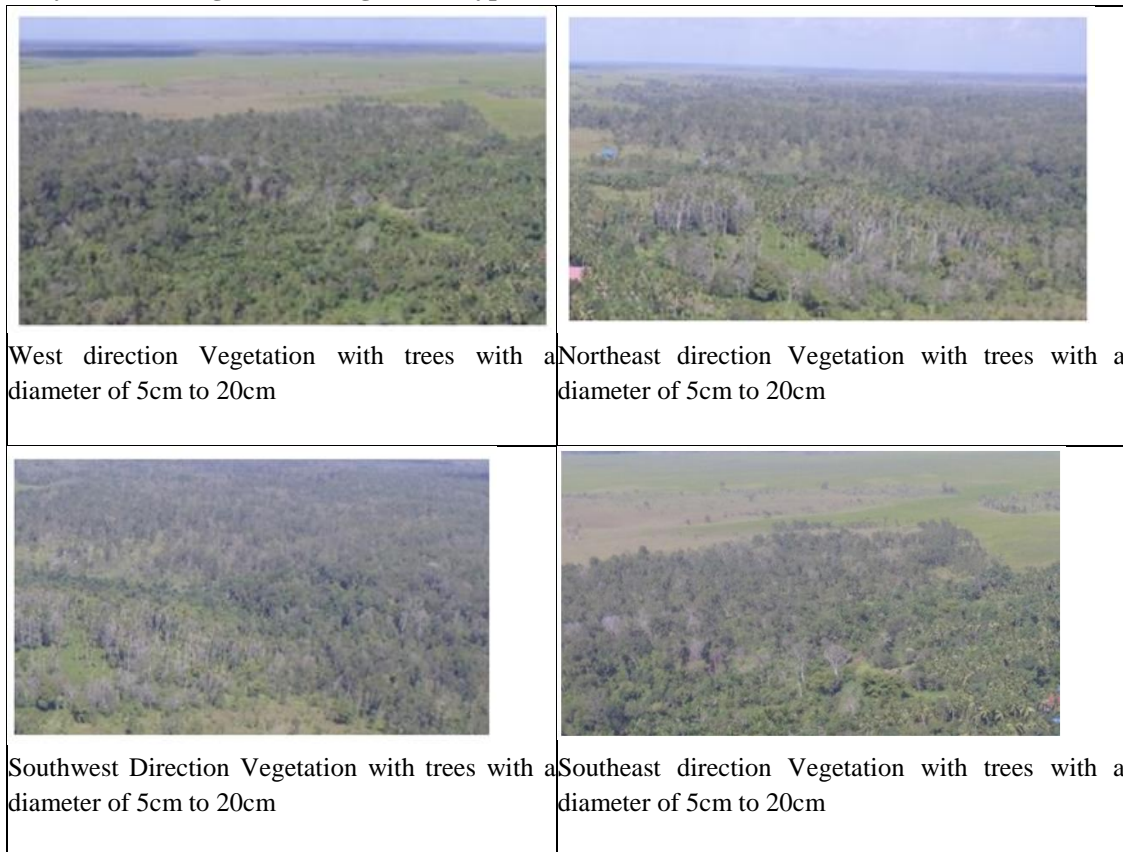 West direction Vegetation with trees with a
diameter of 5cm to 20cm
Northeast direction Vegetation with trees with a
diameter of 5cm to 20cm
Southwest Direction Vegetation with trees with a
diameter of 5cm to 20cm
Southeast direction Vegetation with trees with a
diameter of 5cm to 20cm